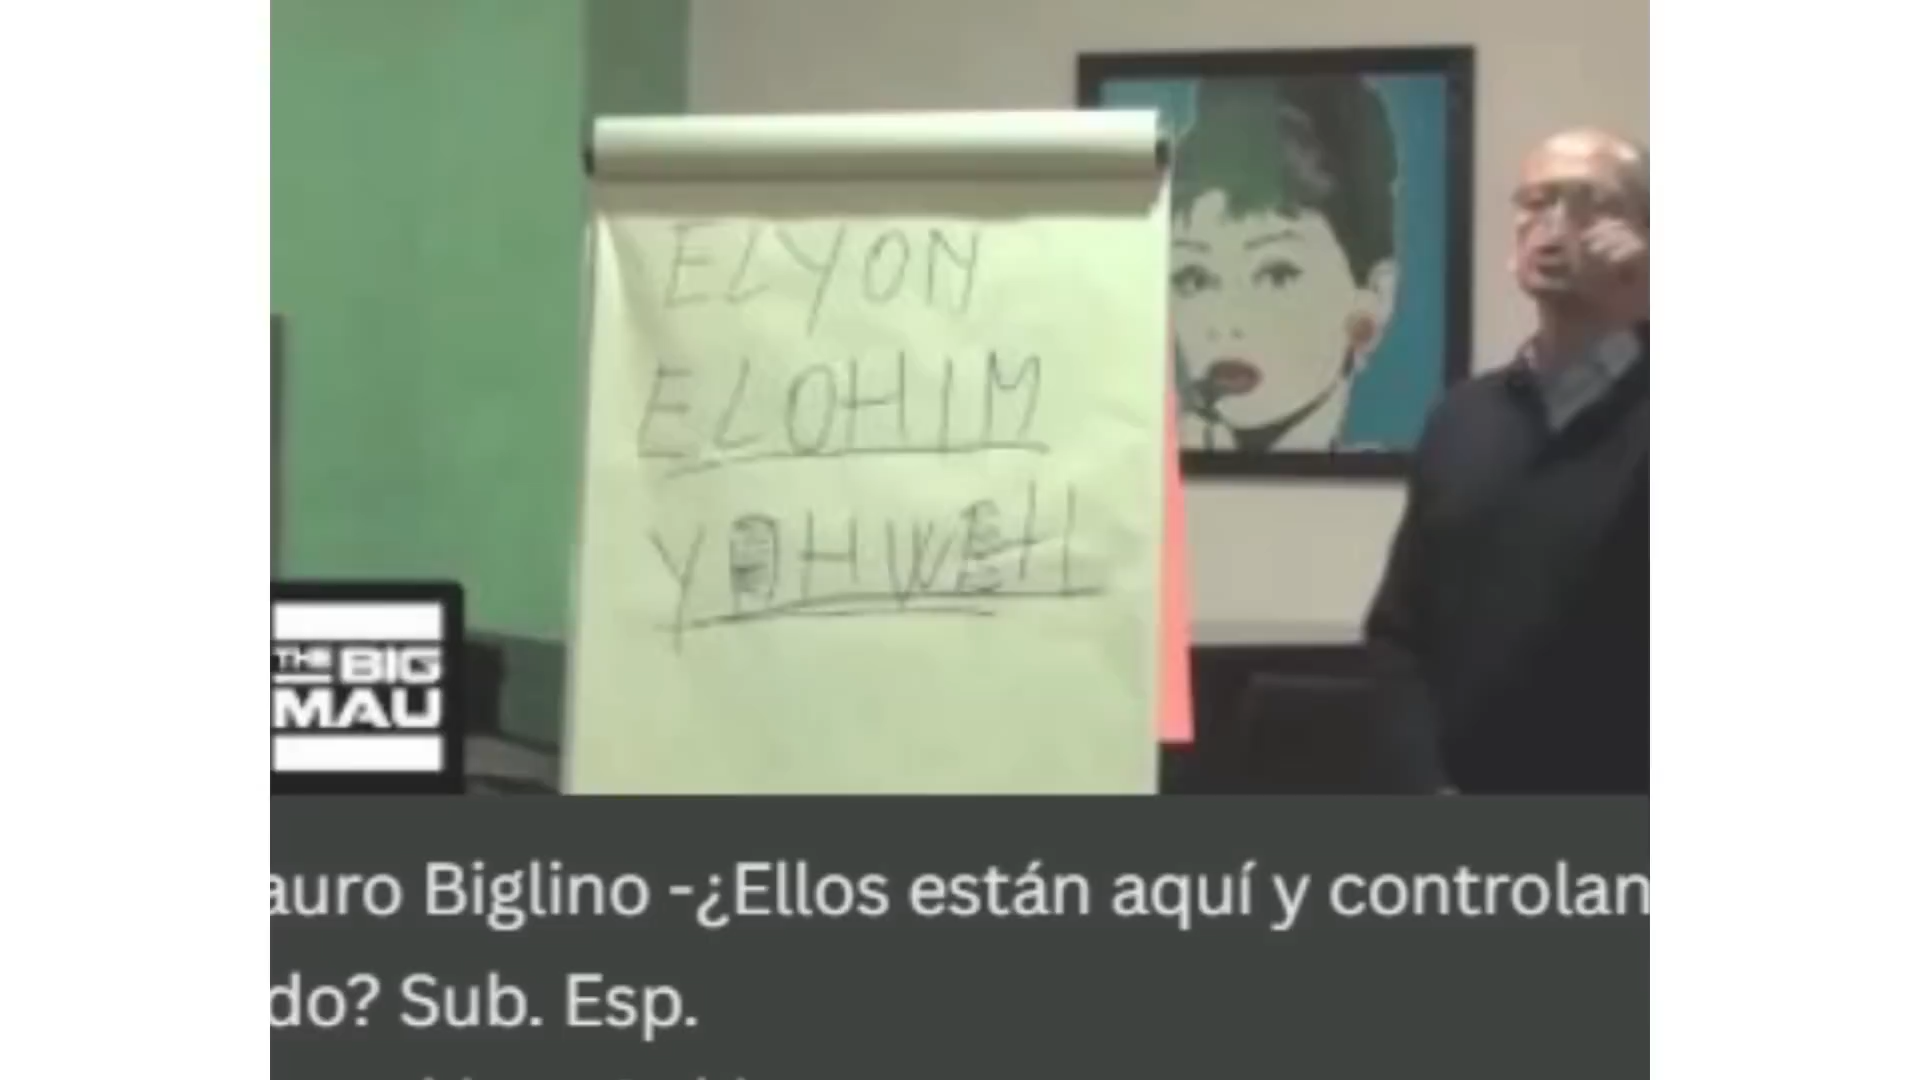 ELYON
ELOHIM
YAHWEH
THE BIG
MAU
auro Biglino -¿Ellos están aquí y controlan
do? Sub. Esp.